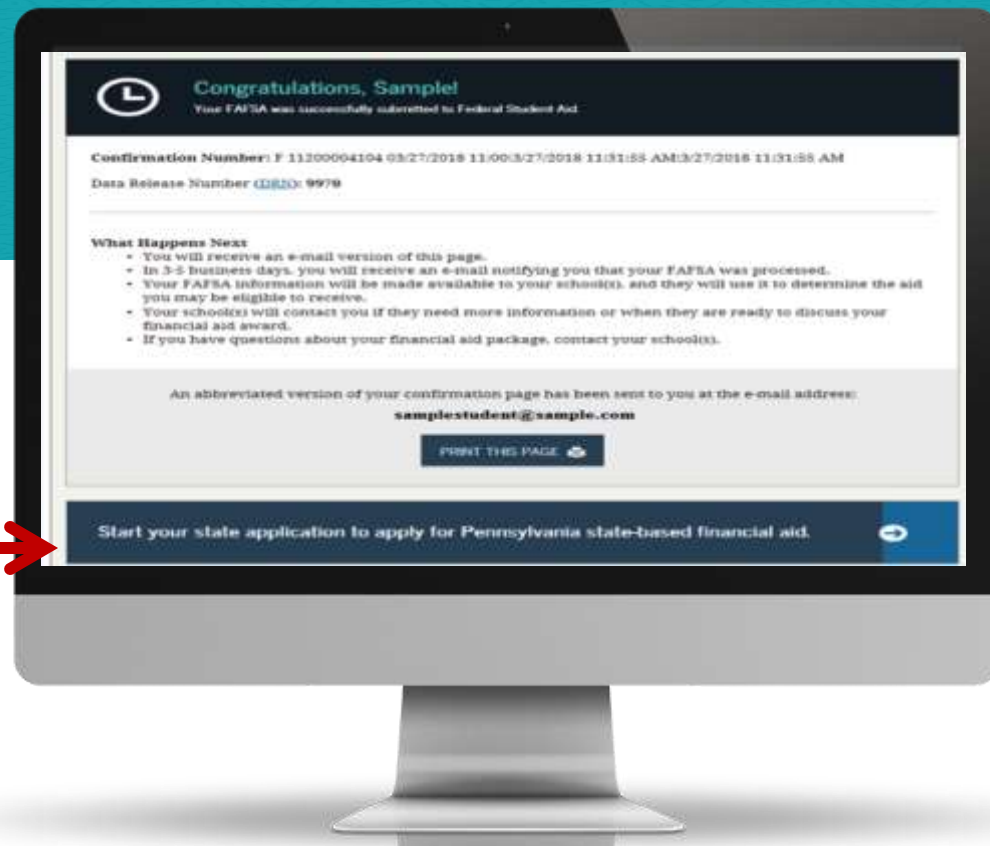 Congratulations, Sample!
Your FAFSA was successfully submitted to Federal Student Aid.
Confirmation Number: F 11200004104 03/27/2018 11:00:3/27/2018 11:31:55 AM:3/27/2018 11:31:55 AM
Data Release Number (DRN): 9978
What Happens Next
• You will receive an e-mail version of this page.
• In 3-5 business days, you will receive an e-mail notifying you that your FAFSA was processed.
• Your FAFSA information will be made available to your school(s), and they will use it to determine the aid
you may be eligible to receive.
• Your school(s) will contact you if they need more information or when they are ready to discuss your
financial aid award.
• If you have questions about your financial aid package, contact your school(s).
An abbreviated version of your confirmation page has been sent to you at the e-mail address:
samplestudent@sample.com
PRINT THIS PAGE
Start your state application to apply for Pennsylvania state-based financial aid.